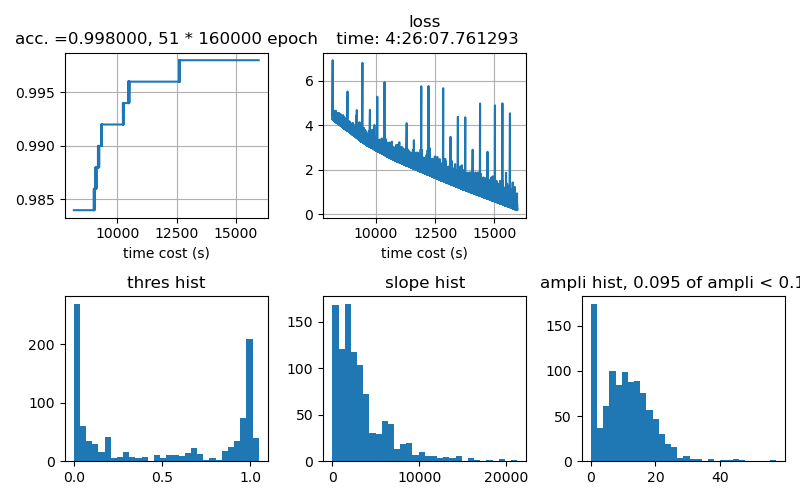 acc. =0.998000, 51 * 160000 epoch
0.995
0.990
0.985
10000 12500 15000
time cost (s)
loss
time: 4:26:07.761293
6
4
2
0
10000 12500 15000
time cost (s)
thres hist
200
100
0
0.0 0.5 1.0
slope hist
150
100
50
0
0 10000 20000
ampli hist, 0.095 of ampli < 0.1
150
100
50
0
0 20 40